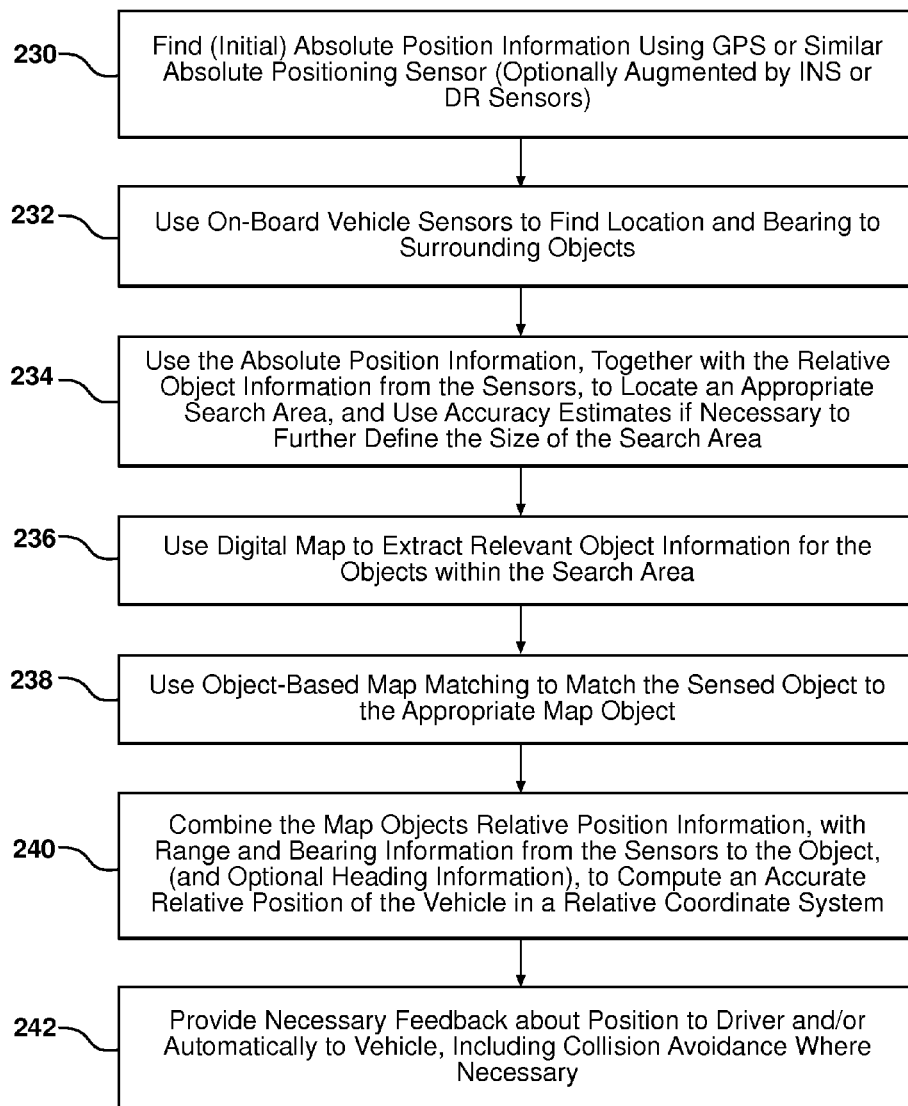 230
Find (Initial) Absolute Position Information Using GPS or Similar
Absolute Positioning Sensor (Optionally Augmented by INS or
DR Sensors)
232
Use On-Board Vehicle Sensors to Find Location and Bearing to
Surrounding Objects
234
Use the Absolute Position Information, Together with the Relative
Object Information from the Sensors, to Locate an Appropriate
Search Area, and Use Accuracy Estimates if Necessary to
Further Define the Size of the Search Area
236
Use Digital Map to Extract Relevant Object Information for the
Objects within the Search Area
238
Use Object-Based Map Matching to Match the Sensed Object to
the Appropriate Map Object
240
Combine the Map Objects Relative Position Information, with
Range and Bearing Information from the Sensors to the Object,
(and Optional Heading Information), to Compute an Accurate
Relative Position of the Vehicle in a Relative Coordinate System
242
Provide Necessary Feedback about Position to Driver and/or
Automatically to Vehicle, Including Collision Avoidance Where
Necessary